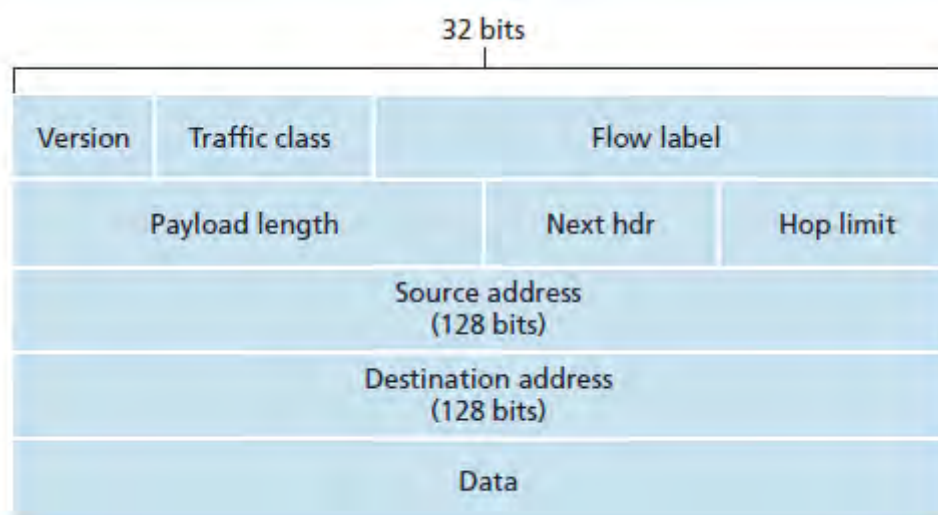 32 bits
Version Traffic class Flow label
Payload length Next hdr Hop limit
Source address
(128 bits)
Destination address
(128 bits)
Data